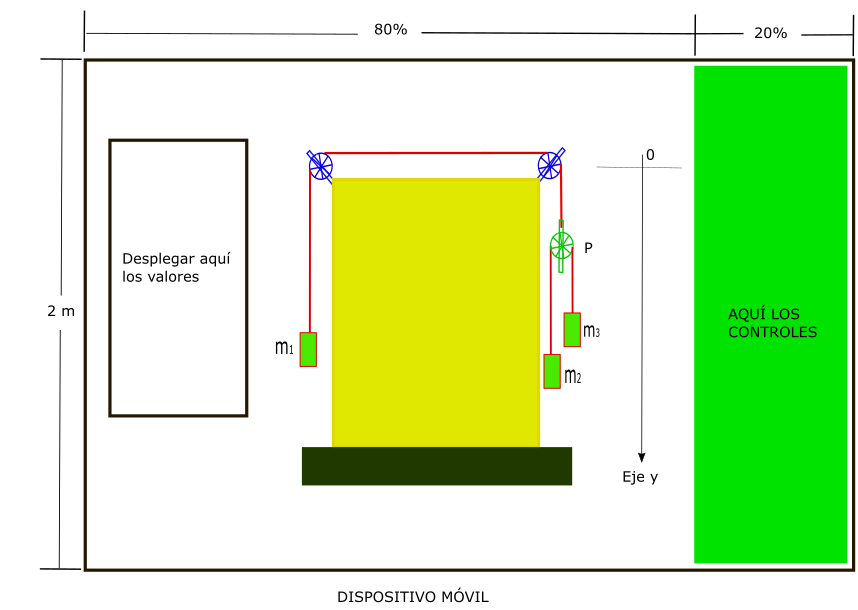 80%
20%
0
Desplegar aquí
los valores
P
2 m
AQUÍ LOS
CONTROLES
m3
m1
m2
Eje y
DISPOSITIVO MÓVIL